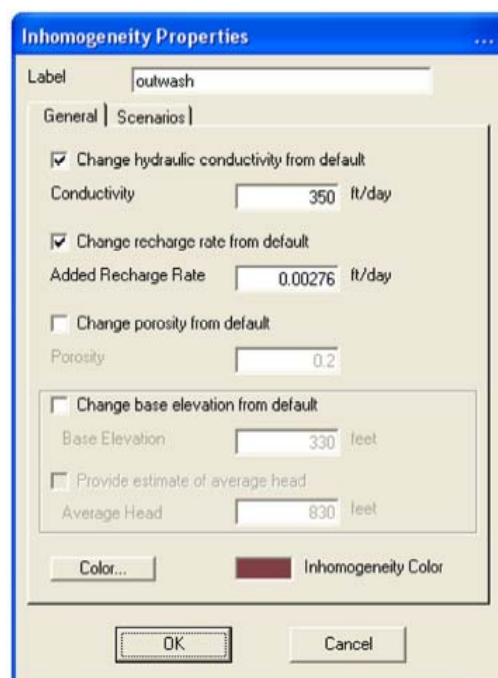 Inhomogeneity Properties ...
Label outwash
General Scenarios
Change hydraulic conductivity from default
Conductivity 350 ft/day
Change recharge rate from default
Added Recharge Rate 0.00276 ft/day
Change porosity from default
Porosity 0.2
Change base elevation from default
Base Elevation 330 feet
Provide estimate of average head
Average Head 830 feet
Color... Inhomogeneity Color
OK Cancel